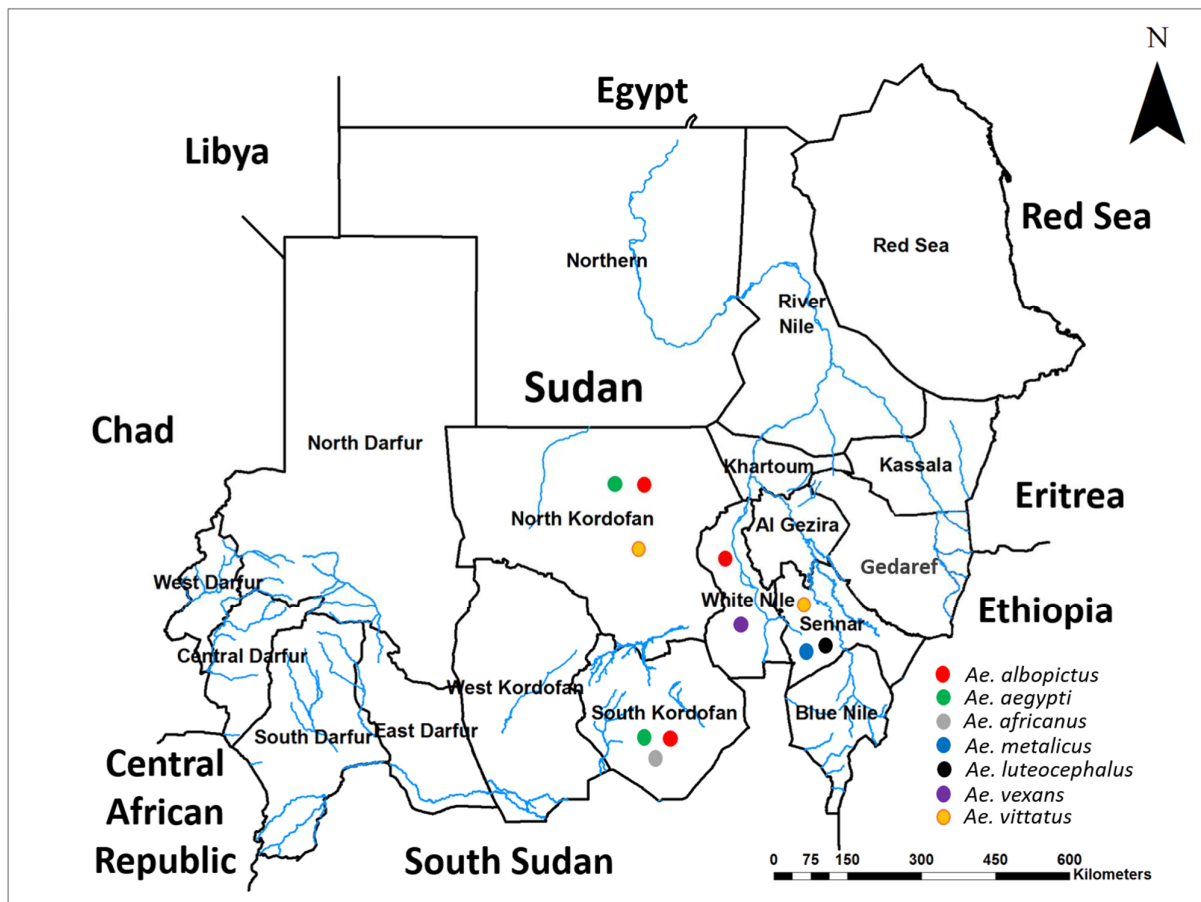 N
Egypt
Libya
Red Sea
Red Sea
Northern
River
Nile
Sudan
Chad
North Darfur
Khartoum
Kassala
Eritrea
North Kordofan
Al Gezira
Gedaref
West Darfur
White Nile
Ethiopia
Sennar
Central Darfur
West Kordofan
South Kordofan
Blue Nile
South Darfur
East Darfur
Central
African
Republic
South Sudan
Ae. albopictus
Ae. aegypti
Ae. africanus
Ae. metalicus
Ae. luteocephalus
Ae. vexans
Ae. vittatus
0 75 150 300 450 600
Kilometers